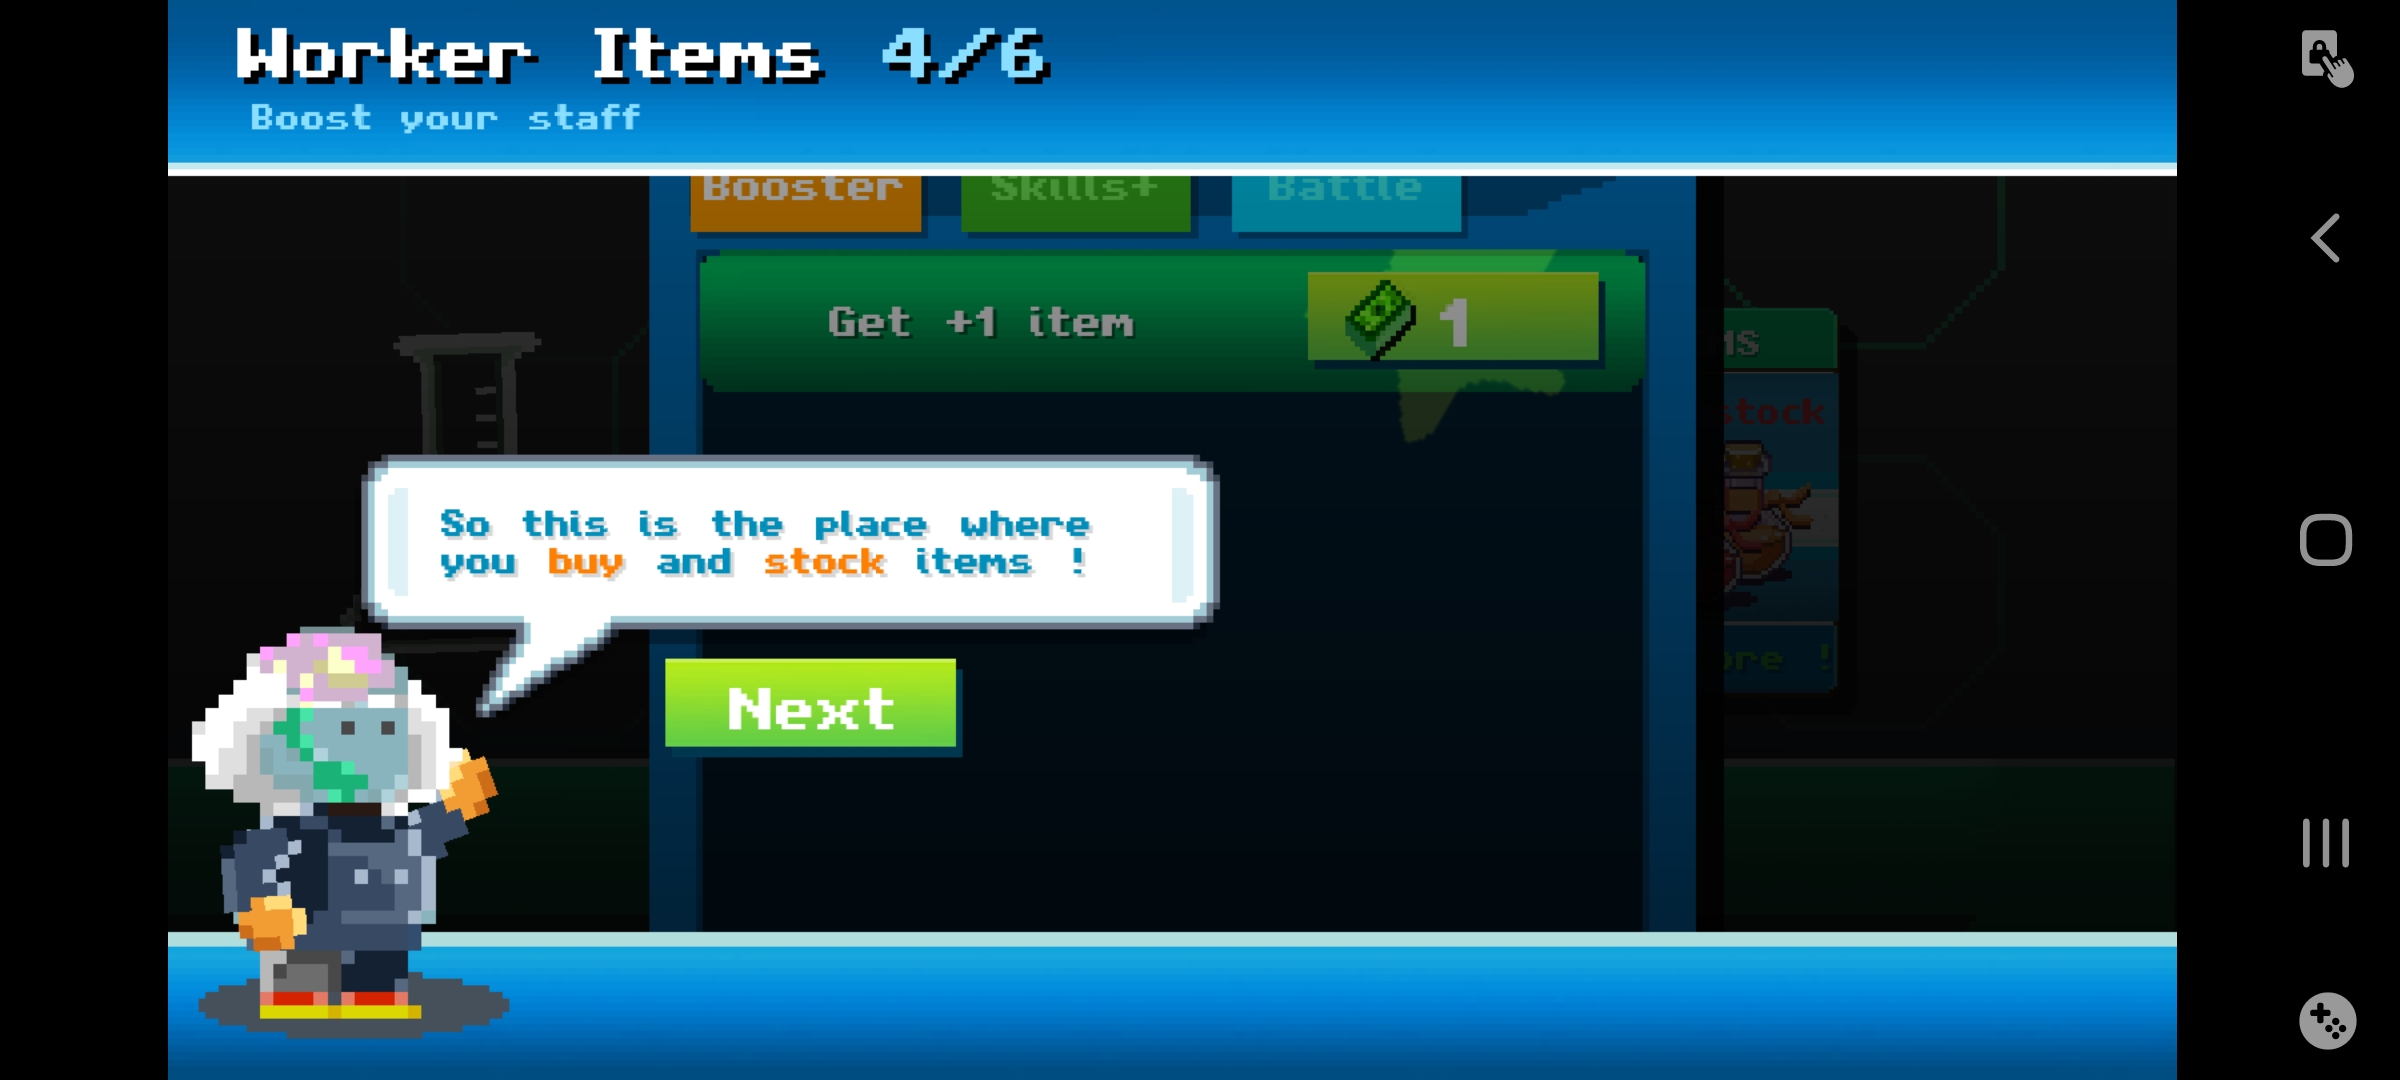 Worker Items 4/6
Boost your staff
Booster Skills+ Battle
Get +1 item 1
stock
So this is the place where
you buy and stock items !
Next